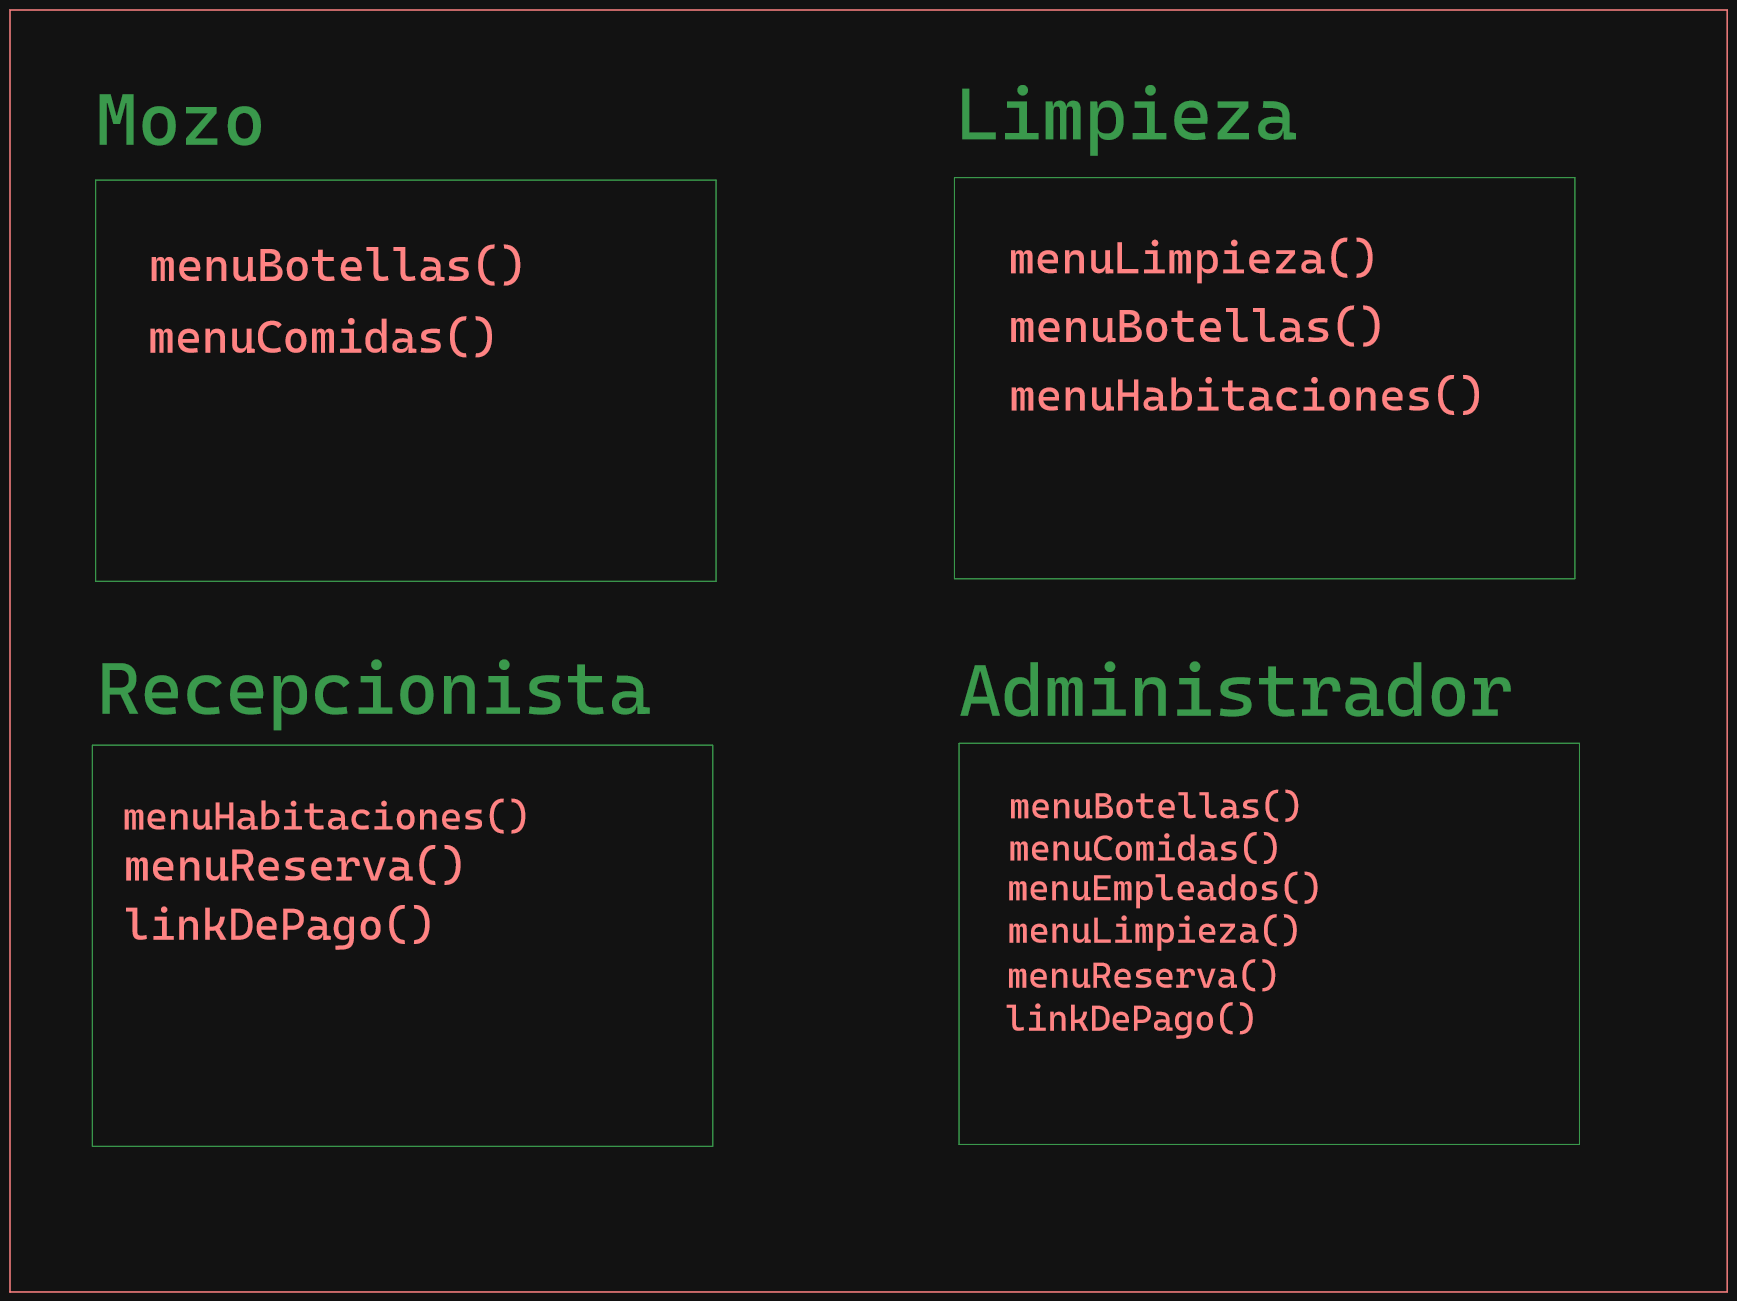 Mozo
menuBotellas()
menuComidas()
Limpieza
menuLimpieza()
menuBotellas()
menuHabitaciones()
Recepcionista
menuHabitaciones()
menuReserva()
linkDePago()
Administrador
menuBotellas()
menuComidas()
menuEmpleados()
menuLimpieza()
menuReserva()
linkDePago()